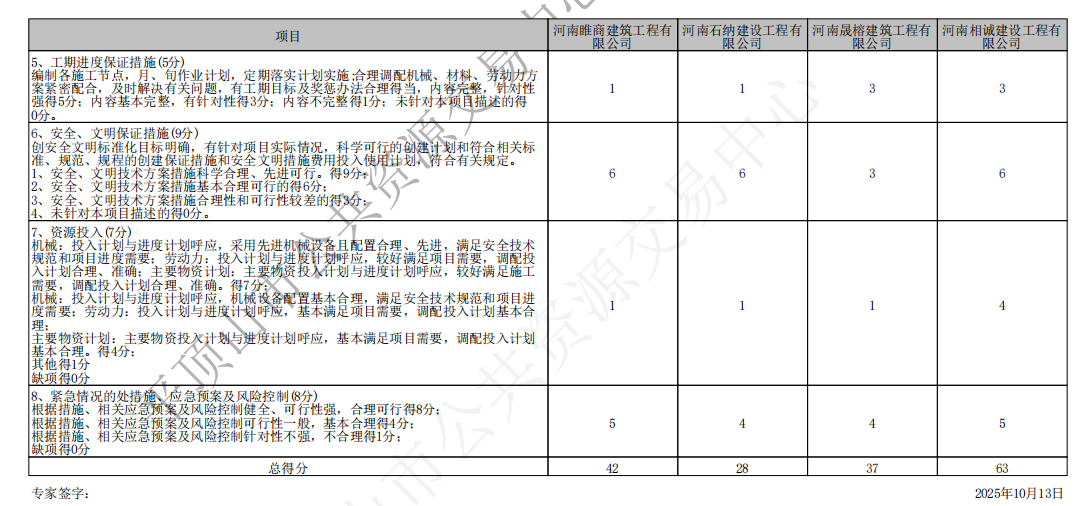 项目
河南睢商建筑工程有
限公司
河南石纳建设工程有
限公司
河南晟榕建筑工程有
限公司
河南相诚建设工程有
限公司
5、工期进度保证措施(5分)
编制各施工节点，月、旬作业计划，定期落实计划实施;合理调配机械、材料、劳动力方
案紧密配合，及时解决有关问题，有工期目标及奖惩办法合理得当，内容完整，针对性
强得5分；内容基本完整，有针对性得3分；内容不完整得1分；未针对本项目描述的得
0分。
1
1
3
3
6、安全、文明保证措施(9分)
创安全文明标准化目标明确，有针对项目实际情况，科学可行的创建计划和符合相关标
准、规范、规程的创建保证措施和安全文明措施费用投入使用计划，符合有关规定。
1、安全、文明技术方案措施科学合理、先进可行。得9分；
2、安全、文明技术方案措施基本合理可行的得6分；
3、安全、文明技术方案措施合理性和可行性较差的得3分；
4、未针对本项目描述的得0分。
6
6
3
6
7、资源投入(7分)
机械：投入计划与进度计划呼应，采用先进机械设备且配置合理、先进，满足安全技术
规范和项目进度需要；劳动力：投入计划与进度计划呼应，较好满足项目需要，调配投
入计划合理、准确；主要物资计划：主要物资投入计划与进度计划呼应，较好满足施工
需要，调配投入计划合理、准确。得7分；
机械：投入计划与进度计划呼应，机械设备配置基本合理，满足安全技术规范和项目进
度需要；劳动力：投入计划与进度计划呼应，基本满足项目需要，调配投入计划基本合
理；
主要物资计划：主要物资投入计划与进度计划呼应，基本满足项目需要，调配投入计划
基本合理。得4分；
其他得1分
缺项得0分
1
1
1
4
8、紧急情况的处措施、应急预案及风险控制(8分)
根据措施、相关应急预案及风险控制健全、可行性强，合理可行得8分；
根据措施、相关应急预案及风险控制可行性一般，基本合理得4分；
根据措施、相关应急预案及风险控制针对性不强，不合理得1分；
缺项得0分
5
4
4
5
总得分
42
28
37
63
专家签字：
2025年10月13日
平顶山市公共资源交易中心
山市公共资源交易中心